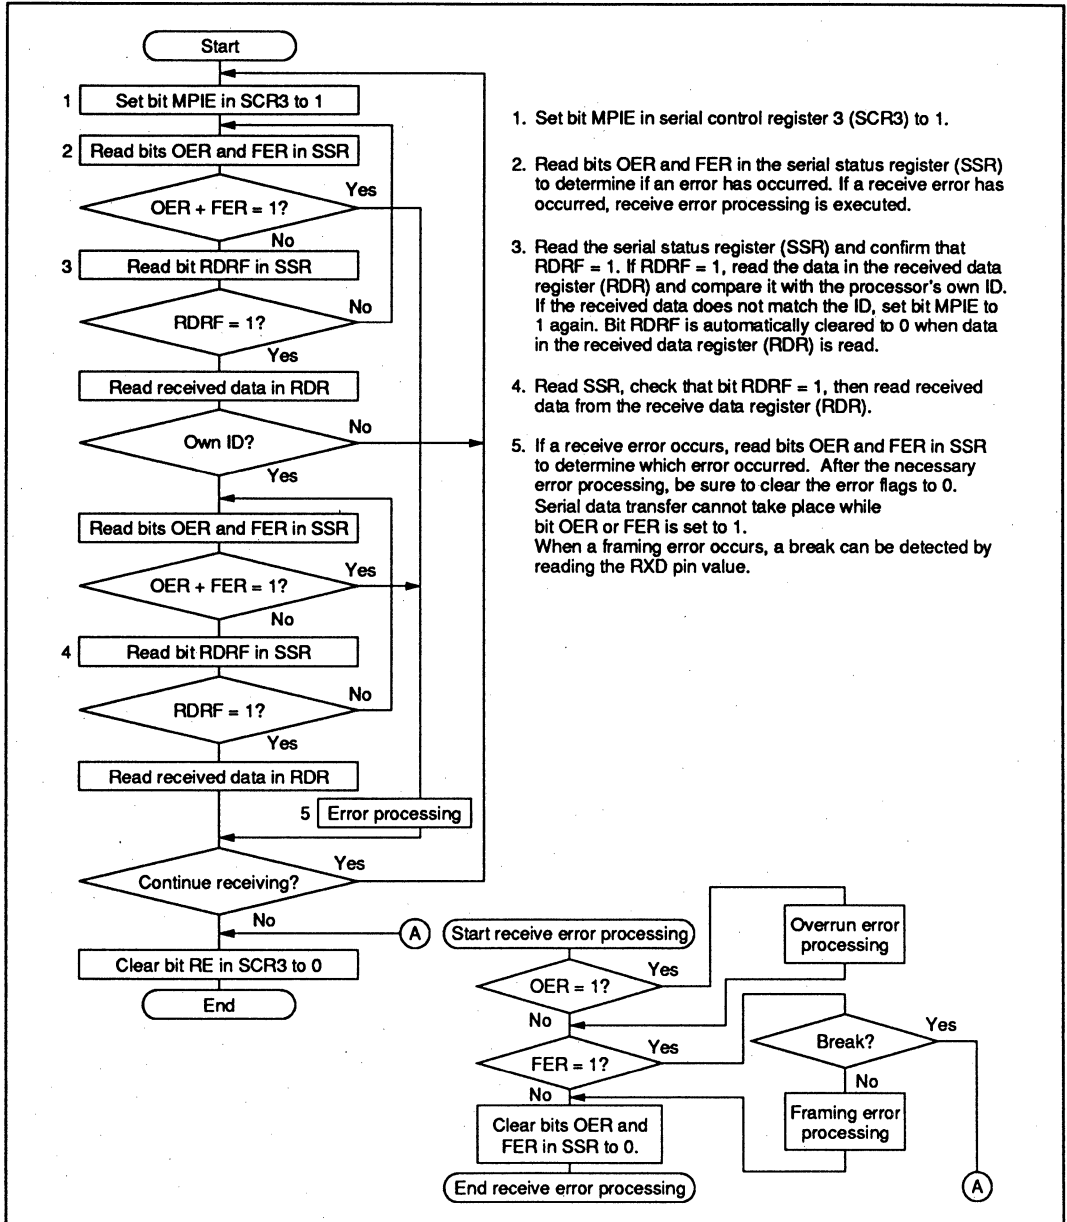 Start
1 Set bit MPIE in SCR3 to 1
2 Read bits OER and FER in SSR
Yes
OER + FER = 1?
No
3 Read bit RDRF in SSR
No
RDRF = 1?
Yes
Read received data in RDR
No
Own ID?
Yes
Read bits OER and FER in SSR
Yes
OER + FER = 1?
No
4 Read bit RDRF in SSR
No
RDRF = 1?
Yes
Read received data in RDR
5 Error processing
Yes
Continue receiving?
No
A
Clear bit RE in SCR3 to 0
End
1. Set bit MPIE in serial control register 3 (SCR3) to 1.
2. Read bits OER and FER in the serial status register (SSR)
to determine if an error has occurred. If a receive error has
occurred, receive error processing is executed.
3. Read the serial status register (SSR) and confirm that
RDRF = 1. If RDRF = 1, read the data in the received data
register (RDR) and compare it with the processor's own ID.
If the received data does not match the ID, set bit MPIE to
1 again. Bit RDRF is automatically cleared to 0 when data
in the received data register (RDR) is read.
4. Read SSR, check that bit RDRF = 1, then read received
data from the receive data register (RDR).
5. If a receive error occurs, read bits OER and FER in SSR
to determine which error occurred. After the necessary
error processing, be sure to clear the error flags to 0.
Serial data transfer cannot take place while
bit OER or FER is set to 1.
When a framing error occurs, a break can be detected by
reading the RXD pin value.
Start receive error processing
Yes
OER = 1?
No
Overrun error
processing
Yes
FER = 1?
No
Yes
Break?
No
Framing error
processing
Clear bits OER and
FER in SSR to 0.
End receive error processing
A